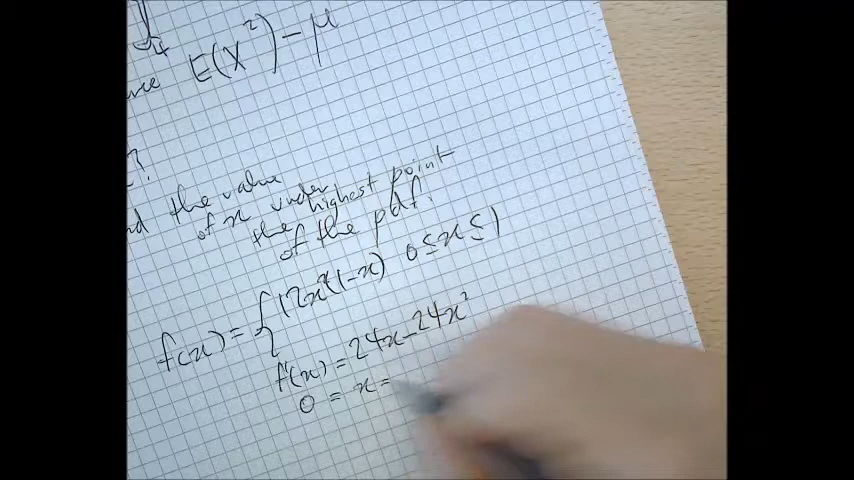 E(X²) - μ
the value
of x under
the highest point
of the pdf.
f(x) = { 12x²(1-x) 0≤x≤1
f'(x) = 24x - 24x²
0 = x =